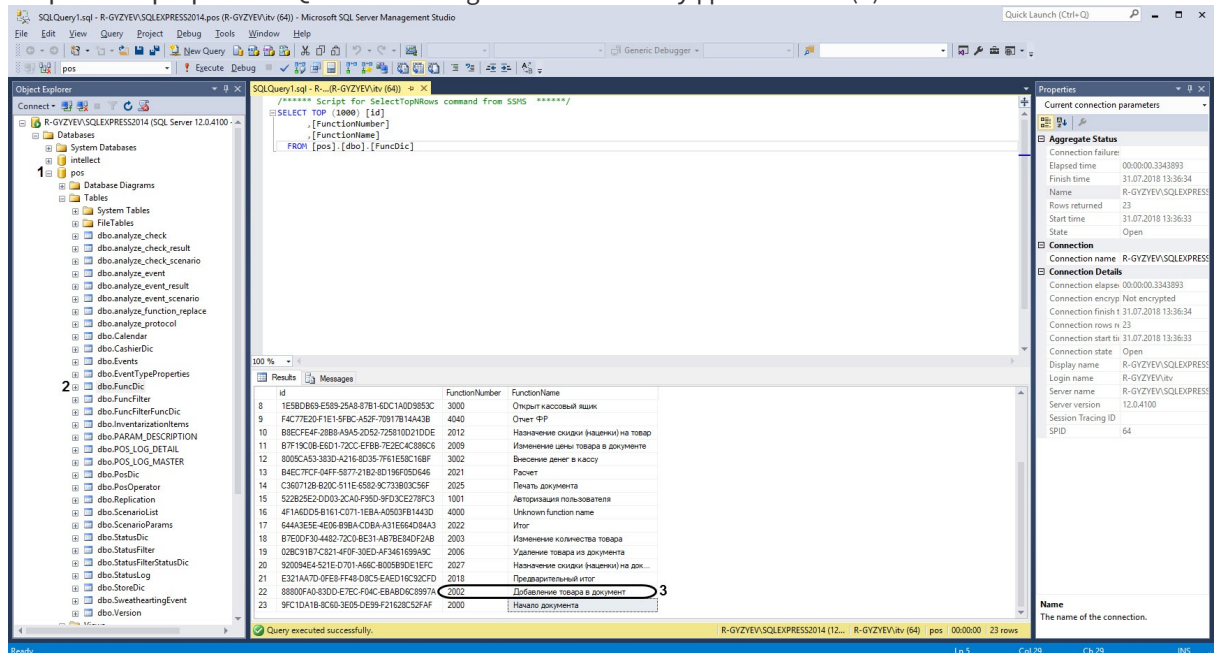 SQLQuery1.sql - R-GYZYEV\SQLEXPRESS2014.pos (R-GYZYEV\itv (64)) - Microsoft SQL Server Management Studio
Quick Launch (Ctrl+Q)
File Edit View Query Project Debug Tools Window Help
New Query
Generic Debugger
pos
Execute Debug
Object Explorer
Connect
R-GYZYEV\SQLEXPRESS2014 (SQL Server 12.0.4100 -
Databases
System Databases
intellect
1
pos
Database Diagrams
Tables
System Tables
FileTables
dbo.analyze_check
dbo.analyze_check_result
dbo.analyze_check_scenario
dbo.analyze_event
dbo.analyze_event_result
dbo.analyze_event_scenario
dbo.analyze_function_replace
dbo.analyze_protocol
dbo.Calendar
dbo.CashierDic
dbo.Events
dbo.EventTypeProperties
2
dbo.FuncDic
dbo.FuncFilter
dbo.FuncFilterFuncDic
dbo.InventarizationItems
dbo.PARAM_DESCRIPTION
dbo.POS_LOG_DETAIL
dbo.POS_LOG_MASTER
dbo.PosDic
dbo.PosOperator
dbo.Replication
dbo.ScenarioList
dbo.ScenarioParams
dbo.StatusDic
dbo.StatusFilter
dbo.StatusFilterStatusDic
dbo.StatusLog
dbo.StoreDic
dbo.SweatheartingEvent
dbo.Version
Views
SQLQuery1.sql - R-...(R-GYZYEV\itv (64))
/****** Script for SelectTopNRows command from SSMS ******/
SELECT TOP (1000) [id]
,[FunctionNumber]
,[FunctionName]
FROM [pos].[dbo].[FuncDic]
100 %
Results Messages
id FunctionNumber FunctionName
8 1E5BDB69-E589-25A8-87B1-6DC1A0D9853C 3000 Открыт кассовый ящик
9 F4C77E20-F1E1-5FBC-A52F-70917B14A43B 4040 Отчет ФР
10 B8ECFE4F-28B8-A9A5-2D52-725810D21DDE 2012 Назначение скидки (наценки) на товар
11 B7F19C0B-E6D1-72CC-EFBB-7E2EC4C886C6 2009 Изменение цены товара в документе
12 8005CA53-383D-A216-8D35-7F61E58C16BF 3002 Внесение денег в кассу
13 B4EC7FCF-04FF-5877-21B2-8D196F05D646 2021 Расчет
14 C360712B-B20C-511E-6582-9C733B03C56F 2025 Печать документа
15 522B25E2-DD03-2CA0-F95D-9FD3CE278FC3 1001 Авторизация пользователя
16 4F1A6DD5-B161-C071-1EBA-A0503FB1443D 4000 Unknown function name
17 644A3E5E-4E06-B9BA-CDBA-A31E664D84A3 2022 Итог
18 B7E0DF30-4482-72C0-BE31-AB7BE84DF2AB 2003 Изменение количества товара
19 02BC91B7-C821-4F0F-30ED-AF3461699A9C 2006 Удаление товара из документа
20 920094E4-521E-D701-A66C-B005B9DE1EFC 2027 Назначение скидки (наценки) на док...
21 E321AA7D-0FE8-FF48-D8C5-EAED16C92CFD 2018 Предварительный итог
22 88800FA0-83DD-E7EC-F04C-EBABD6C8997A 2002 Добавление товара в документ 3
23 9FC1DA1B-8C60-3E05-DE99-F21628C52FAF 2000 Начало документа
Query executed successfully.
R-GYZYEV\SQLEXPRESS2014 (12... R-GYZYEV\itv (64) pos 00:00:00 23 rows
Properties
Current connection parameters
Aggregate Status
Connection failure:
Elapsed time 00:00:00.3343893
Finish time 31.07.2018 13:36:34
Name R-GYZYEV\SQLEXPRESS
Rows returned 23
Start time 31.07.2018 13:36:33
State Open
Connection
Connection name R-GYZYEV\SQLEXPRESS
Connection Details
Connection elapse 00:00:00.3343893
Connection encryp Not encrypted
Connection finish t 31.07.2018 13:36:34
Connection rows re 23
Connection start ti 31.07.2018 13:36:33
Connection state Open
Display name R-GYZYEV\SQLEXPRESS
Login name R-GYZYEV\itv
Server name R-GYZYEV\SQLEXPRESS
Server version 12.0.4100
Session Tracing ID
SPID 64
Name
The name of the connection.
Ready
Ln 5 Col 29 Ch 29 INS